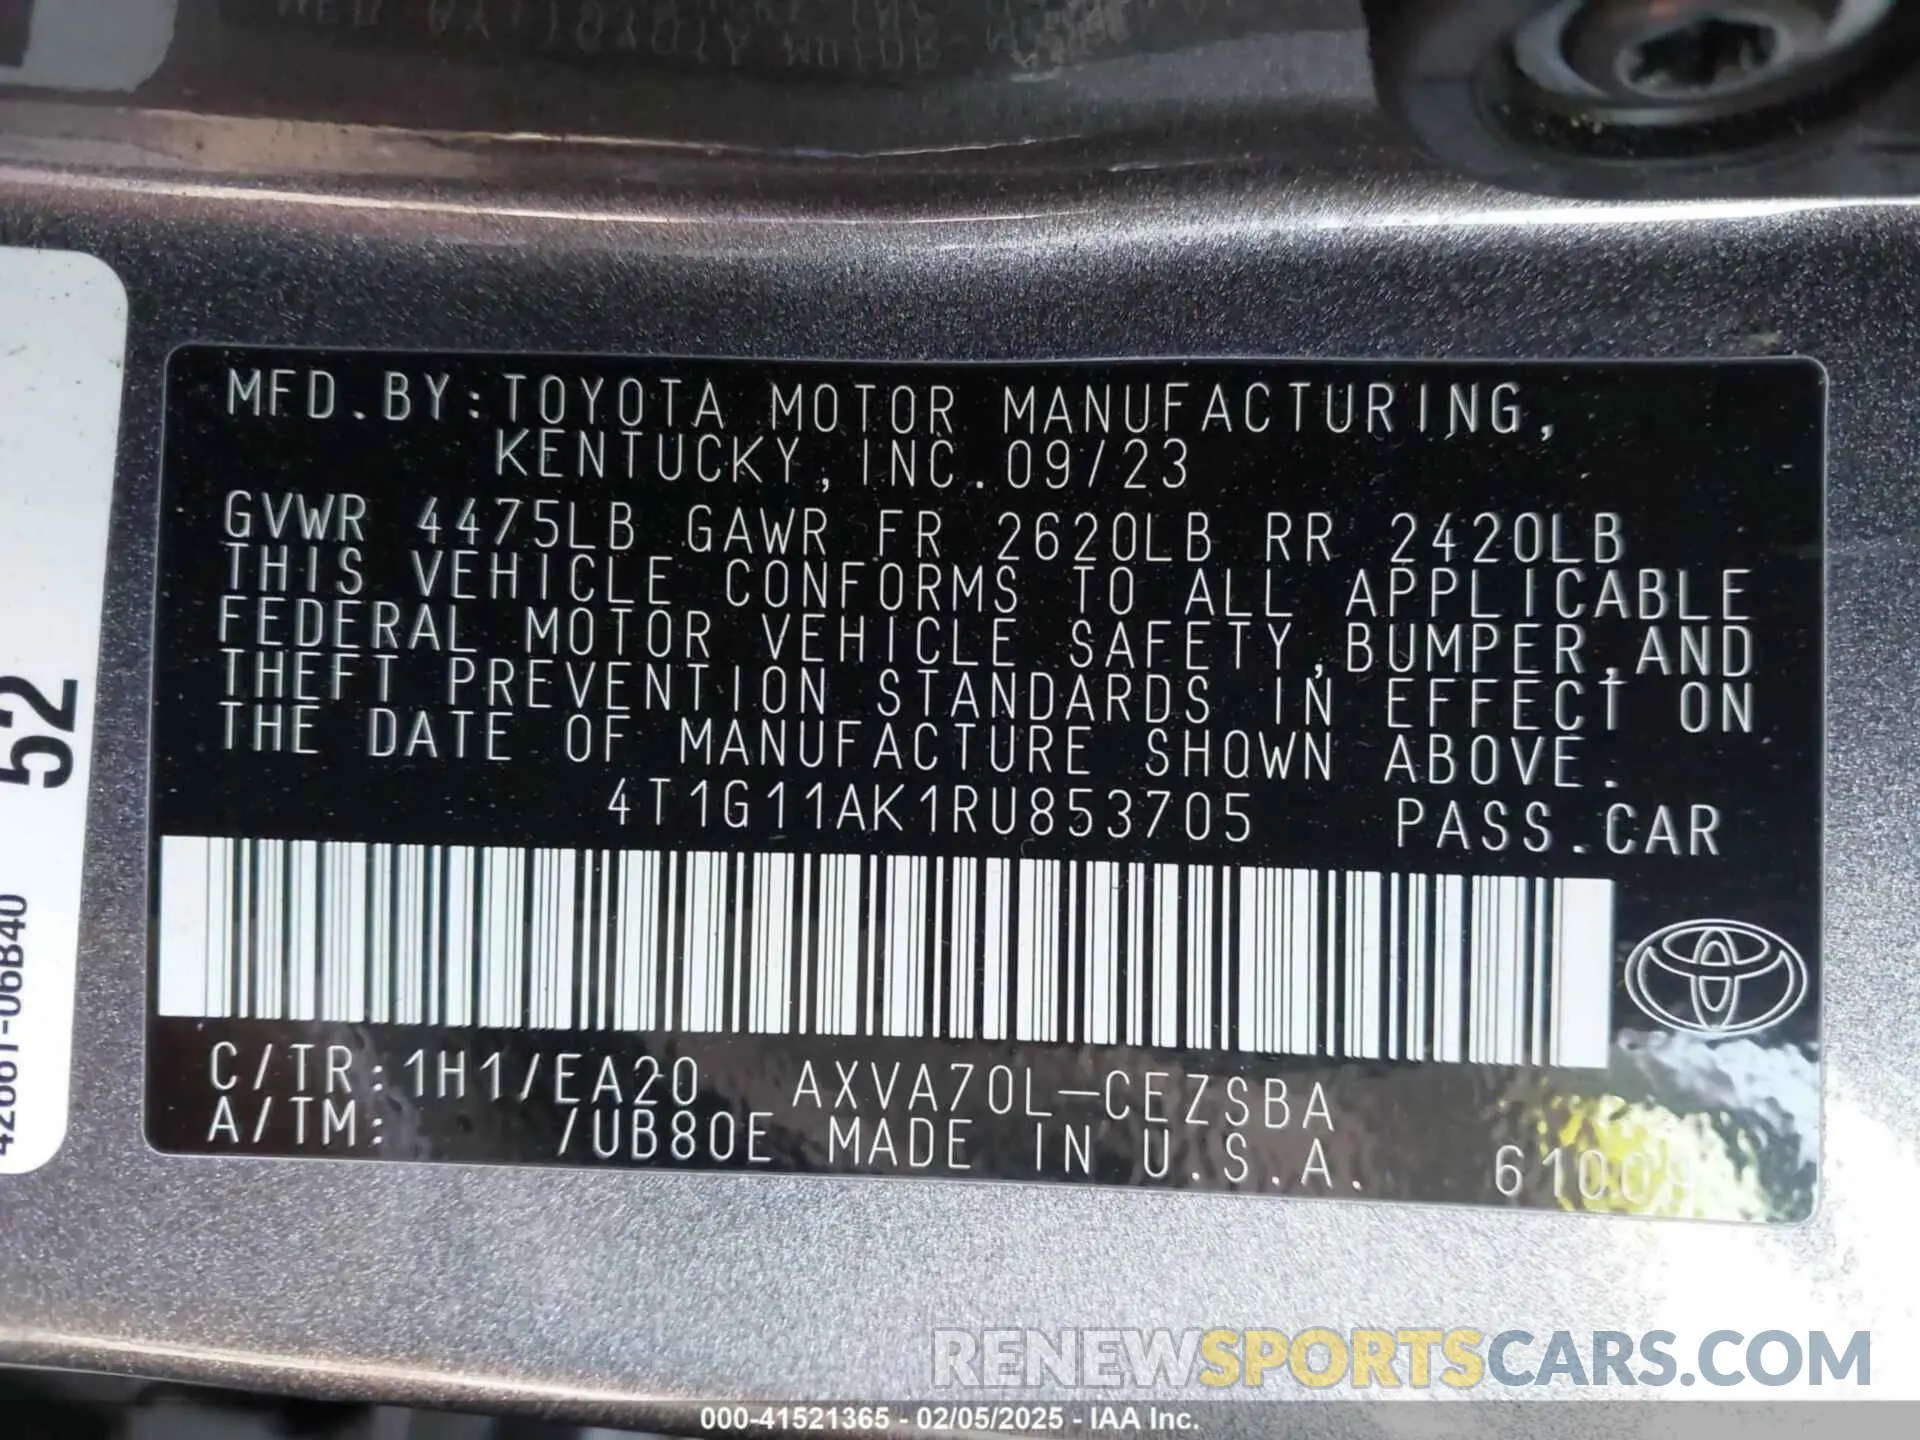 MFD.BY:TOYOTA MOTOR MANUFACTURING,
KENTUCKY, INC. 09/23
GVWR 4475LB GAWR FR 2620LB RR 2420LB
THIS VEHICLE CONFORMS TO ALL APPLICABLE
FEDERAL MOTOR VEHICLE SAFETY, BUMPER, AND
THEFT PREVENTION STANDARDS IN EFFECT ON
THE DATE OF MANUFACTURE SHOWN ABOVE.
4T1G11AK1RU853705 PASS.CAR
C/TR:1H1/EA20 AXVA70L-CEZSBA
A/TM: /UB80E MADE IN U.S.A.
52
RENEWSPORTSCARS.COM
000-41521365 - 02/05/2025 - IAA Inc.